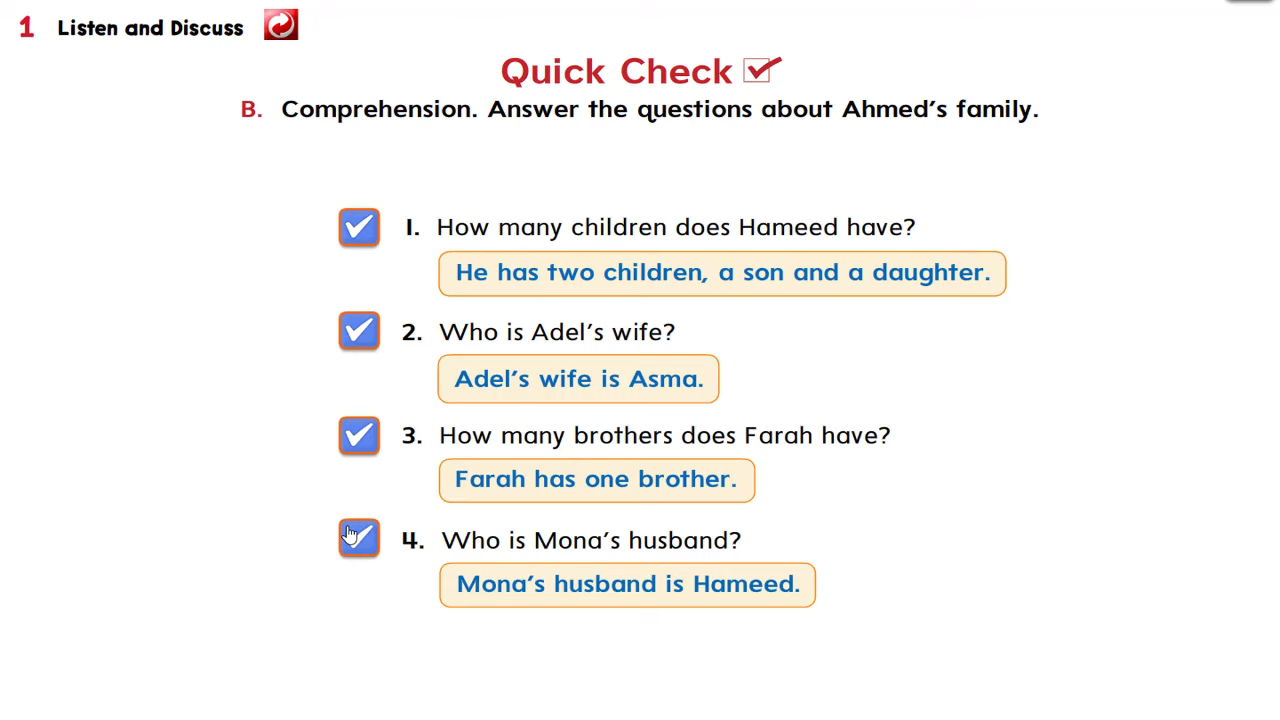 1 Listen and Discuss
Quick Check
B. Comprehension. Answer the questions about Ahmed's family.
1. How many children does Hameed have?
He has two children, a son and a daughter.
2. Who is Adel's wife?
Adel's wife is Asma.
3. How many brothers does Farah have?
Farah has one brother.
4. Who is Mona's husband?
Mona's husband is Hameed.